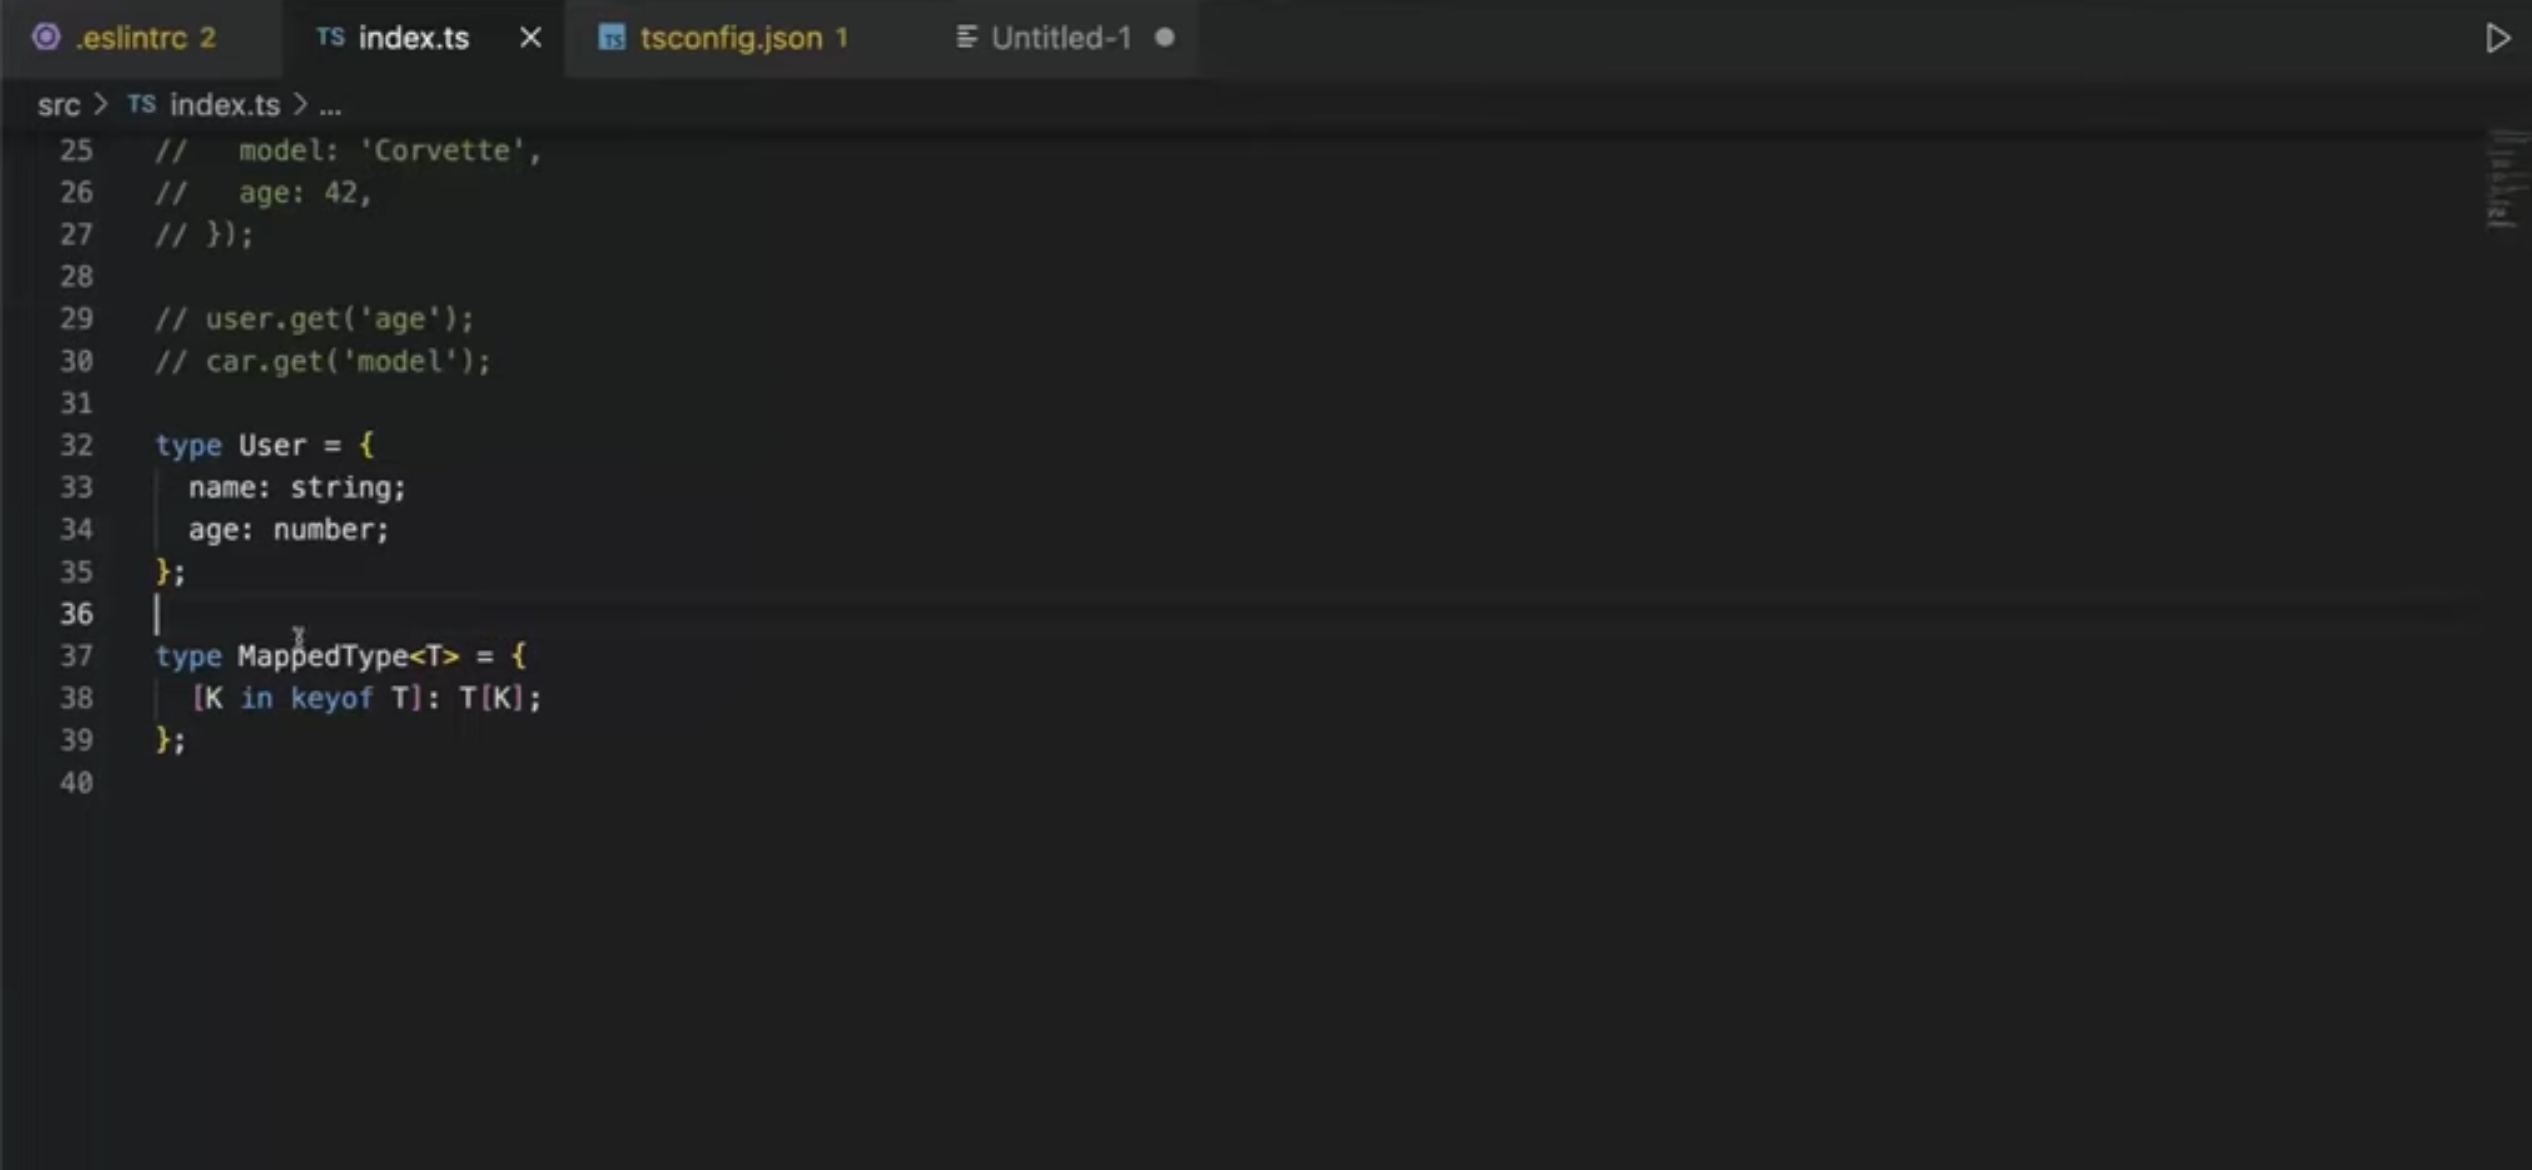 .eslintrc 2 TS index.ts × TS tsconfig.json 1 Untitled-1 ●
src > TS index.ts > ...
25 //   model: 'Corvette',
26 //   age: 42,
27 // });
28
29 // user.get('age');
30 // car.get('model');
31
32 type User = {
33   name: string;
34   age: number;
35 };
36
37 type MappedType<T> = {
38   [K in keyof T]: T[K];
39 };
40